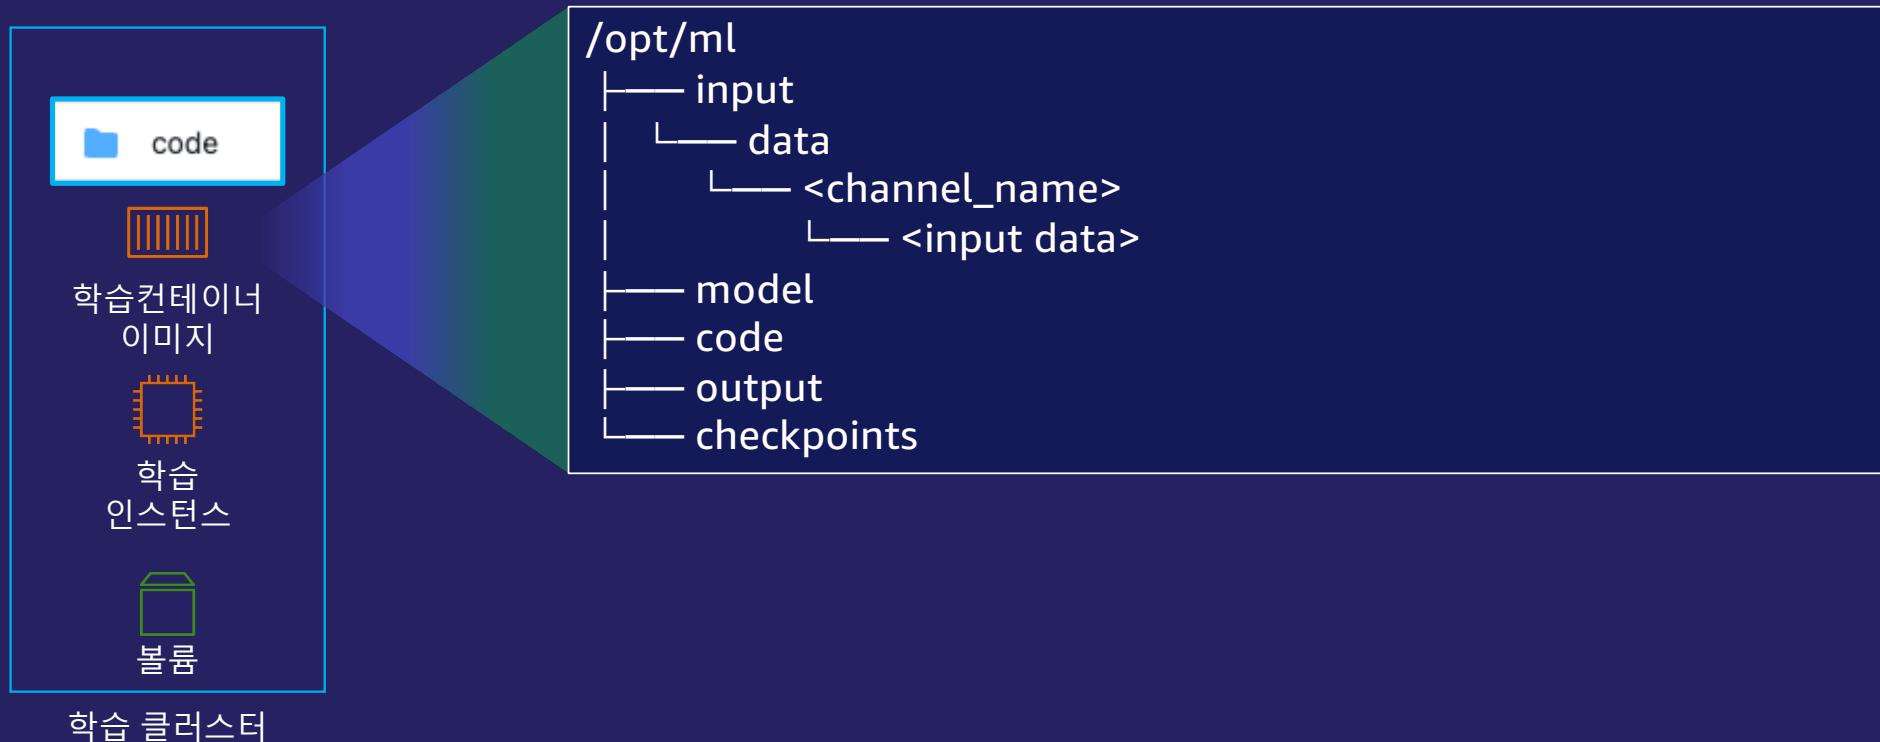 code
학습컨테이너
이미지
학습
인스턴스
볼륨
학습 클러스터
/opt/ml
├── input
│ └── data
│ └── <channel_name>
│ └── <input data>
├── model
├── code
├── output
└── checkpoints